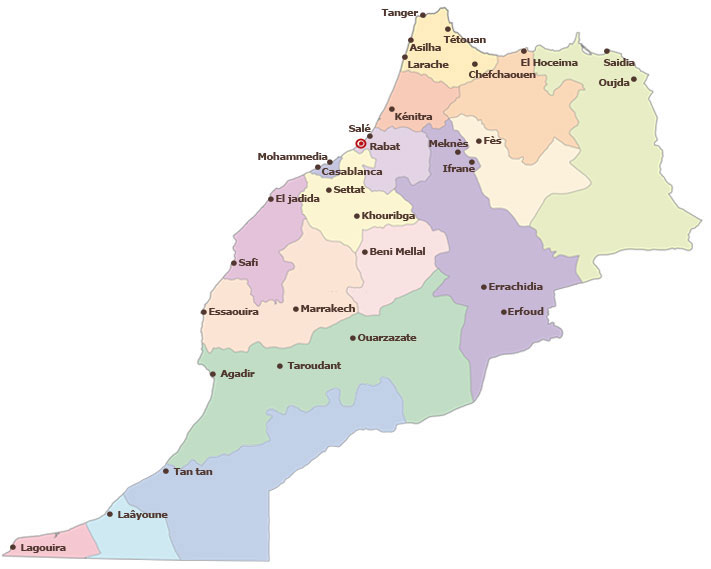 Tanger
Tétouan
Asilha
Larache
El Hoceima
Saidia
Chefchaouen
Oujda
Kénitra
Salé
Rabat
Meknès
Fès
Mohammedia
Casablanca
Ifrane
Settat
El jadida
Khouribga
Beni Mellal
Safi
Errachidia
Essaouira
Marrakech
Erfoud
Ouarzazate
Taroudant
Agadir
Tan tan
Laâyoune
Lagouira